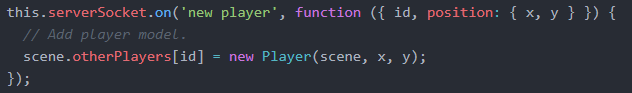 this.serverSocket.on('new player', function ({ id, position: { x, y } }) {
  // Add player model.
  scene.otherPlayers[id] = new Player(scene, x, y);
});